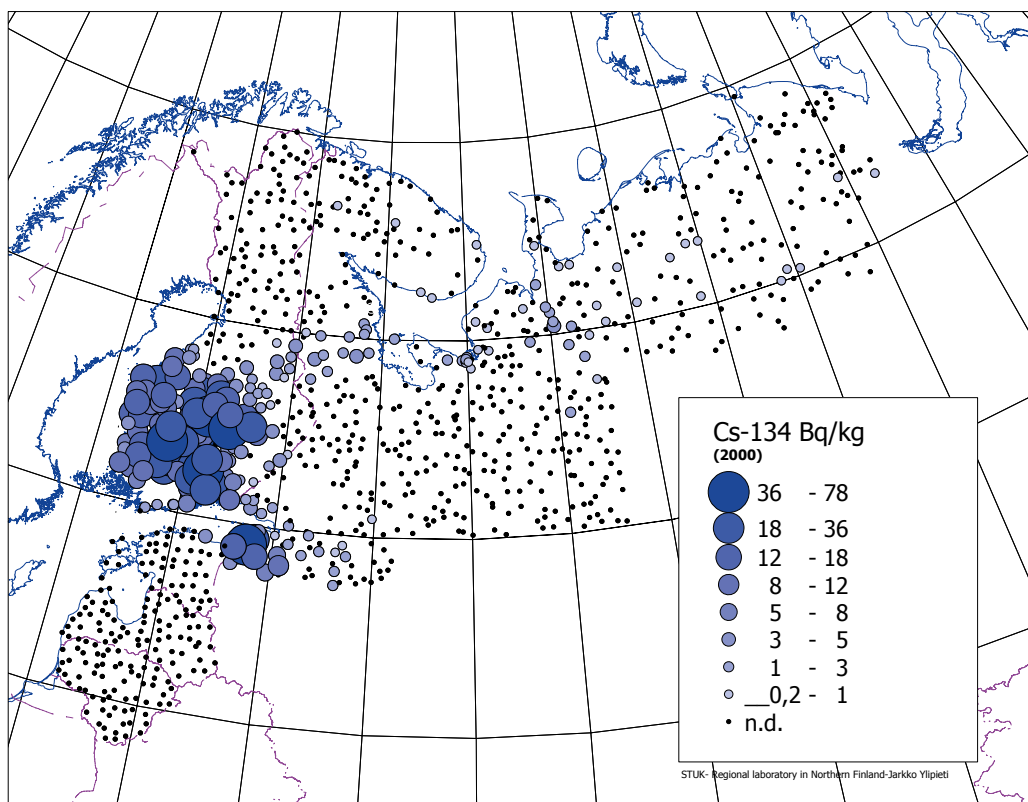 Cs-134 Bq/kg
(2000)
36 - 78
18 - 36
12 - 18
8 - 12
5 - 8
3 - 5
1 - 3
__0,2 - 1
n.d.
STUK- Regional laboratory in Northern Finland-Jarkko Ylipieti